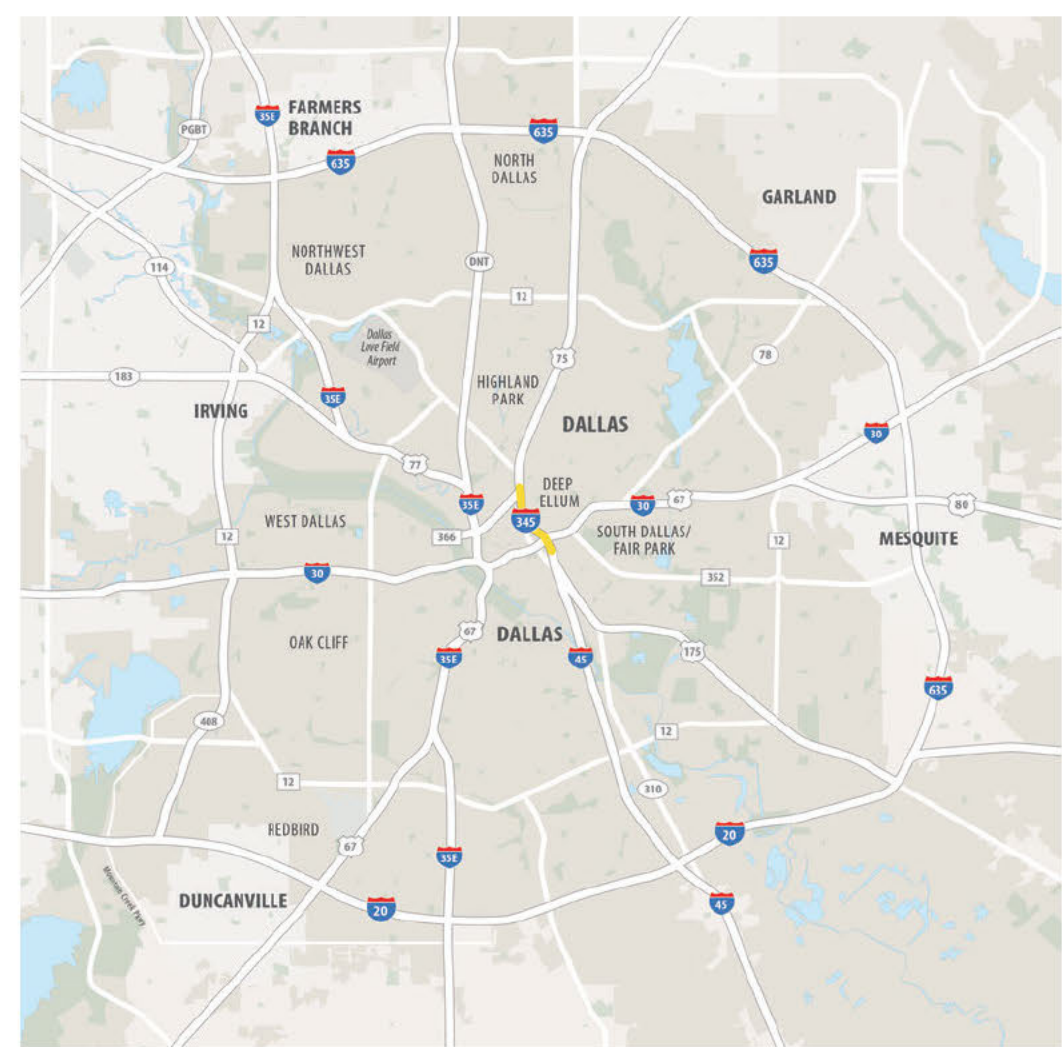 35E
FARMERS
BRANCH
PGBT
635
635
NORTH
DALLAS
GARLAND
NORTHWEST
DALLAS
114
DNT
635
12
12
Dallas
Love Field
Airport
75
78
183
35E
HIGHLAND
PARK
IRVING
DALLAS
30
77
DEEP
ELLUM
35E
30
67
80
345
WEST DALLAS
366
12
SOUTH DALLAS/
FAIR PARK
12
MESQUITE
30
352
67
DALLAS
OAK CLIFF
35E
45
175
635
408
12
12
310
REDBIRD
67
35E
20
Mountain Creek Pkwy
DUNCANVILLE
20
45